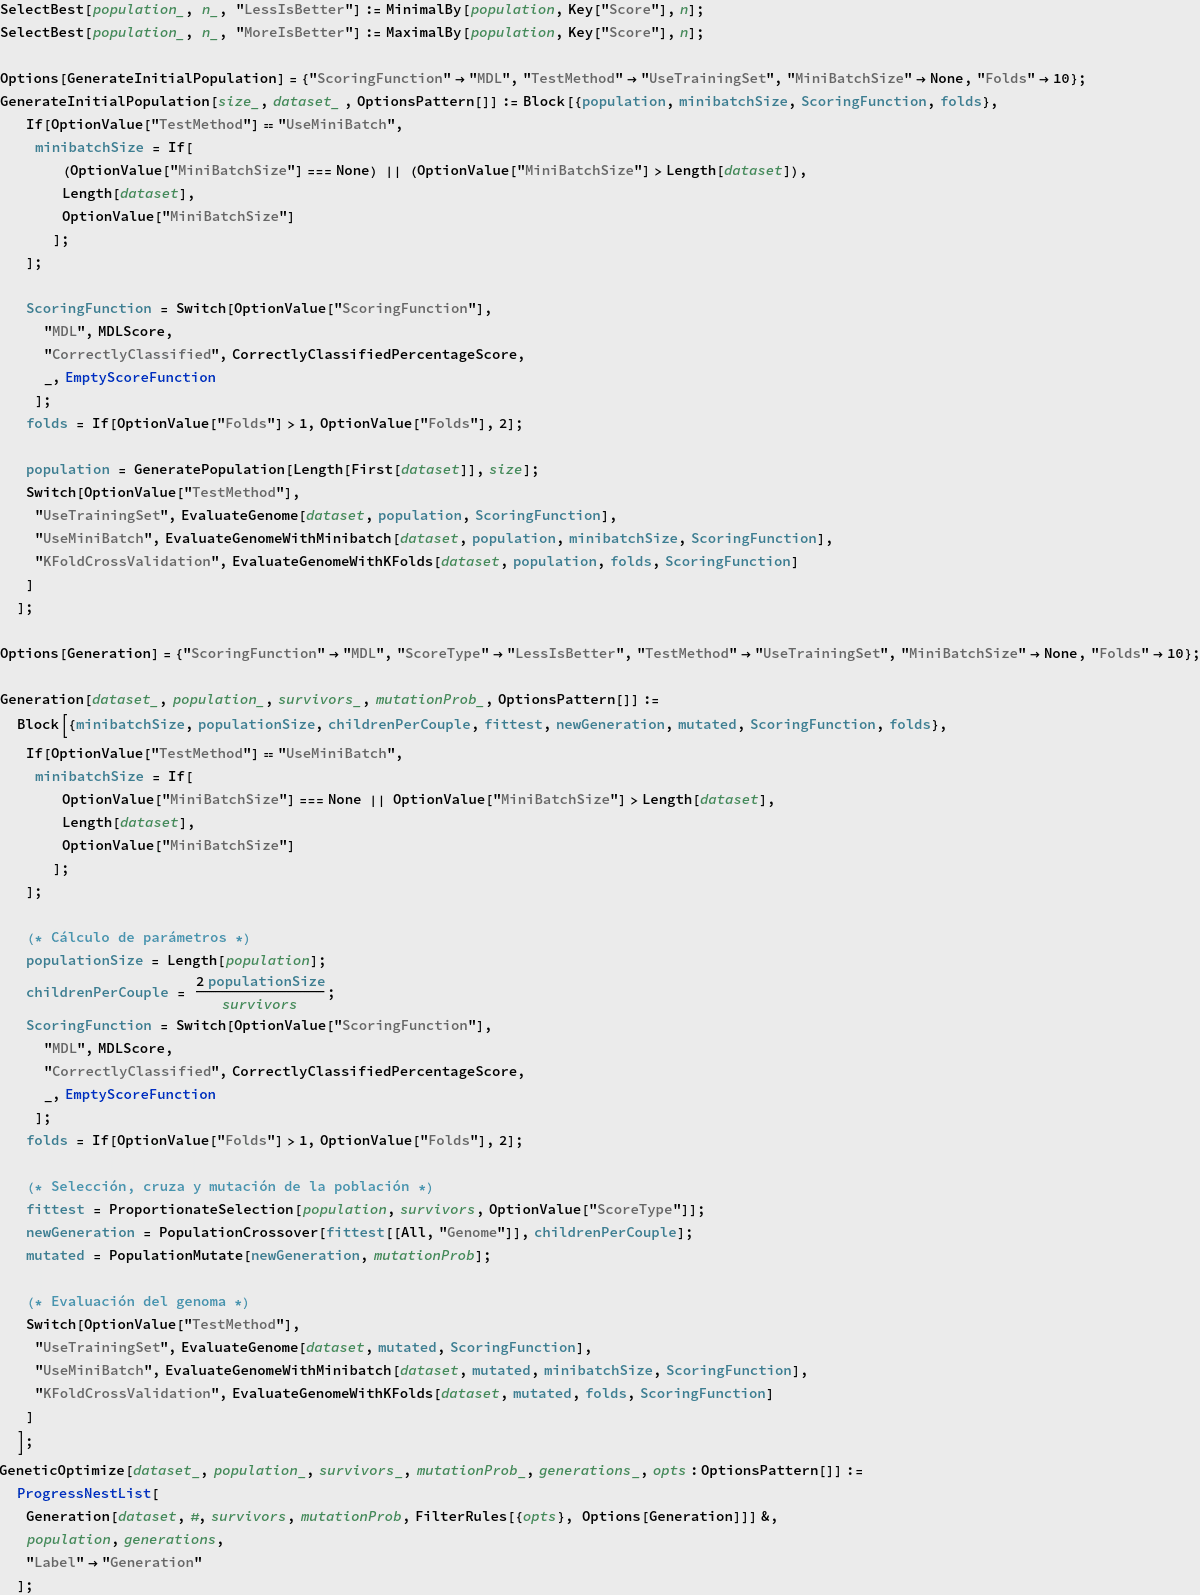 SelectBest[population_, n_, "LessIsBetter"] := MinimalBy[population, Key["Score"], n];
SelectBest[population_, n_, "MoreIsBetter"] := MaximalBy[population, Key["Score"], n];
Options[GenerateInitialPopulation] = {"ScoringFunction" → "MDL", "TestMethod" → "UseTrainingSet", "MiniBatchSize" → None, "Folds" → 10};
GenerateInitialPopulation[size_, dataset_ , OptionsPattern[]] := Block[{population, minibatchSize, ScoringFunction, folds},
If[OptionValue["TestMethod"] == "UseMiniBatch",
minibatchSize = If[
(OptionValue["MiniBatchSize"] === None) || (OptionValue["MiniBatchSize"] > Length[dataset]),
Length[dataset],
OptionValue["MiniBatchSize"]
];
];
ScoringFunction = Switch[OptionValue["ScoringFunction"],
"MDL", MDLScore,
"CorrectlyClassified", CorrectlyClassifiedPercentageScore,
_, EmptyScoreFunction
];
folds = If[OptionValue["Folds"] > 1, OptionValue["Folds"], 2];
population = GeneratePopulation[Length[First[dataset]], size];
Switch[OptionValue["TestMethod"],
"UseTrainingSet", EvaluateGenome[dataset, population, ScoringFunction],
"UseMiniBatch", EvaluateGenomeWithMinibatch[dataset, population, minibatchSize, ScoringFunction],
"KFoldCrossValidation", EvaluateGenomeWithKFolds[dataset, population, folds, ScoringFunction]
]
];
Options[Generation] = {"ScoringFunction" → "MDL", "ScoreType" → "LessIsBetter", "TestMethod" → "UseTrainingSet", "MiniBatchSize" → None, "Folds" → 10};
Generation[dataset_, population_, survivors_, mutationProb_, OptionsPattern[]] :=
Block[{minibatchSize, populationSize, childrenPerCouple, fittest, newGeneration, mutated, ScoringFunction, folds},
If[OptionValue["TestMethod"] == "UseMiniBatch",
minibatchSize = If[
OptionValue["MiniBatchSize"] === None || OptionValue["MiniBatchSize"] > Length[dataset],
Length[dataset],
OptionValue["MiniBatchSize"]
];
];
(* Cálculo de parámetros *)
populationSize = Length[population];
childrenPerCouple = 2 populationSize / survivors;
ScoringFunction = Switch[OptionValue["ScoringFunction"],
"MDL", MDLScore,
"CorrectlyClassified", CorrectlyClassifiedPercentageScore,
_, EmptyScoreFunction
];
folds = If[OptionValue["Folds"] > 1, OptionValue["Folds"], 2];
(* Selección, cruza y mutación de la población *)
fittest = ProportionateSelection[population, survivors, OptionValue["ScoreType"]];
newGeneration = PopulationCrossover[fittest[[All, "Genome"]], childrenPerCouple];
mutated = PopulationMutate[newGeneration, mutationProb];
(* Evaluación del genoma *)
Switch[OptionValue["TestMethod"],
"UseTrainingSet", EvaluateGenome[dataset, mutated, ScoringFunction],
"UseMiniBatch", EvaluateGenomeWithMinibatch[dataset, mutated, minibatchSize, ScoringFunction],
"KFoldCrossValidation", EvaluateGenomeWithKFolds[dataset, mutated, folds, ScoringFunction]
]
];
GeneticOptimize[dataset_, population_, survivors_, mutationProb_, generations_, opts : OptionsPattern[]] :=
ProgressNestList[
Generation[dataset, #, survivors, mutationProb, FilterRules[{opts}, Options[Generation]]] &,
population, generations,
"Label" → "Generation"
];